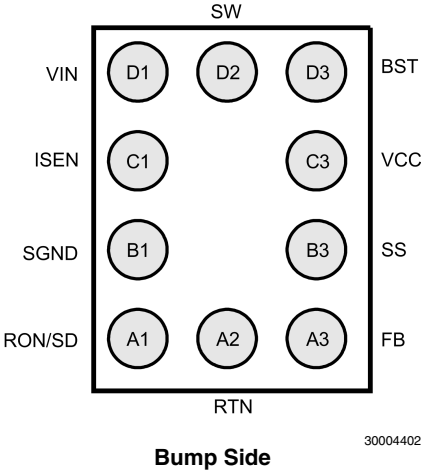 SW
VIN D1 D2 D3 BST
ISEN C1 C3 VCC
SGND B1 B3 SS
RON/SD A1 A2 A3 FB
RTN
30004402
Bump Side